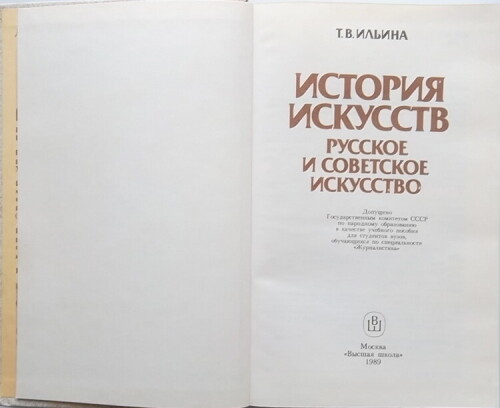 Т. В. ИЛЬИНА
ИСТОРИЯ
ИСКУССТВ
РУССКОЕ
И СОВЕТСКОЕ
ИСКУССТВО
Допущено
Государственным комитетом СССР
по народному образованию
в качестве учебного пособия
для студентов вузов,
обучающихся по специальности
«Журналистика»
ВШ
Москва
«Высшая школа»
1989